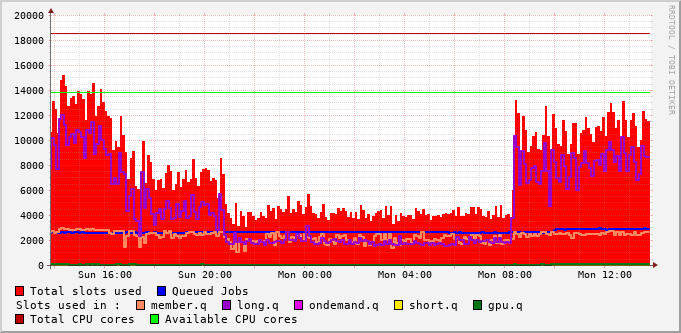 RRDTOOL / TOBI OETIKER
20000
18000
16000
14000
12000
10000
8000
6000
4000
2000
0
Sun 16:00 Sun 20:00 Mon 00:00 Mon 04:00 Mon 08:00 Mon 12:00
Total slots used Queued Jobs
Slots used in : member.q long.q ondemand.q short.q gpu.q
Total CPU cores Available CPU cores